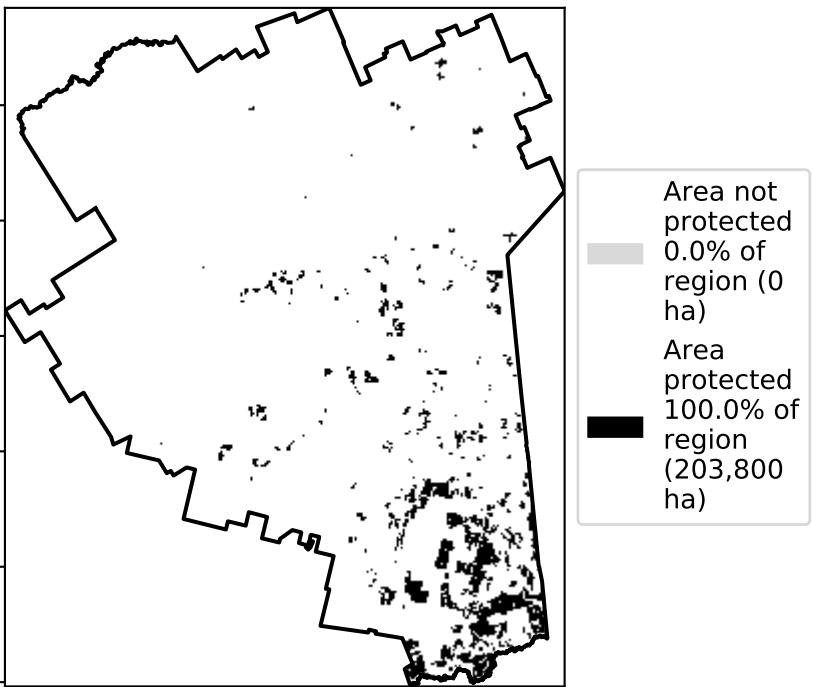 Area not
protected
0.0% of
region (0
ha)
Area
protected
100.0% of
region
(203,800
ha)